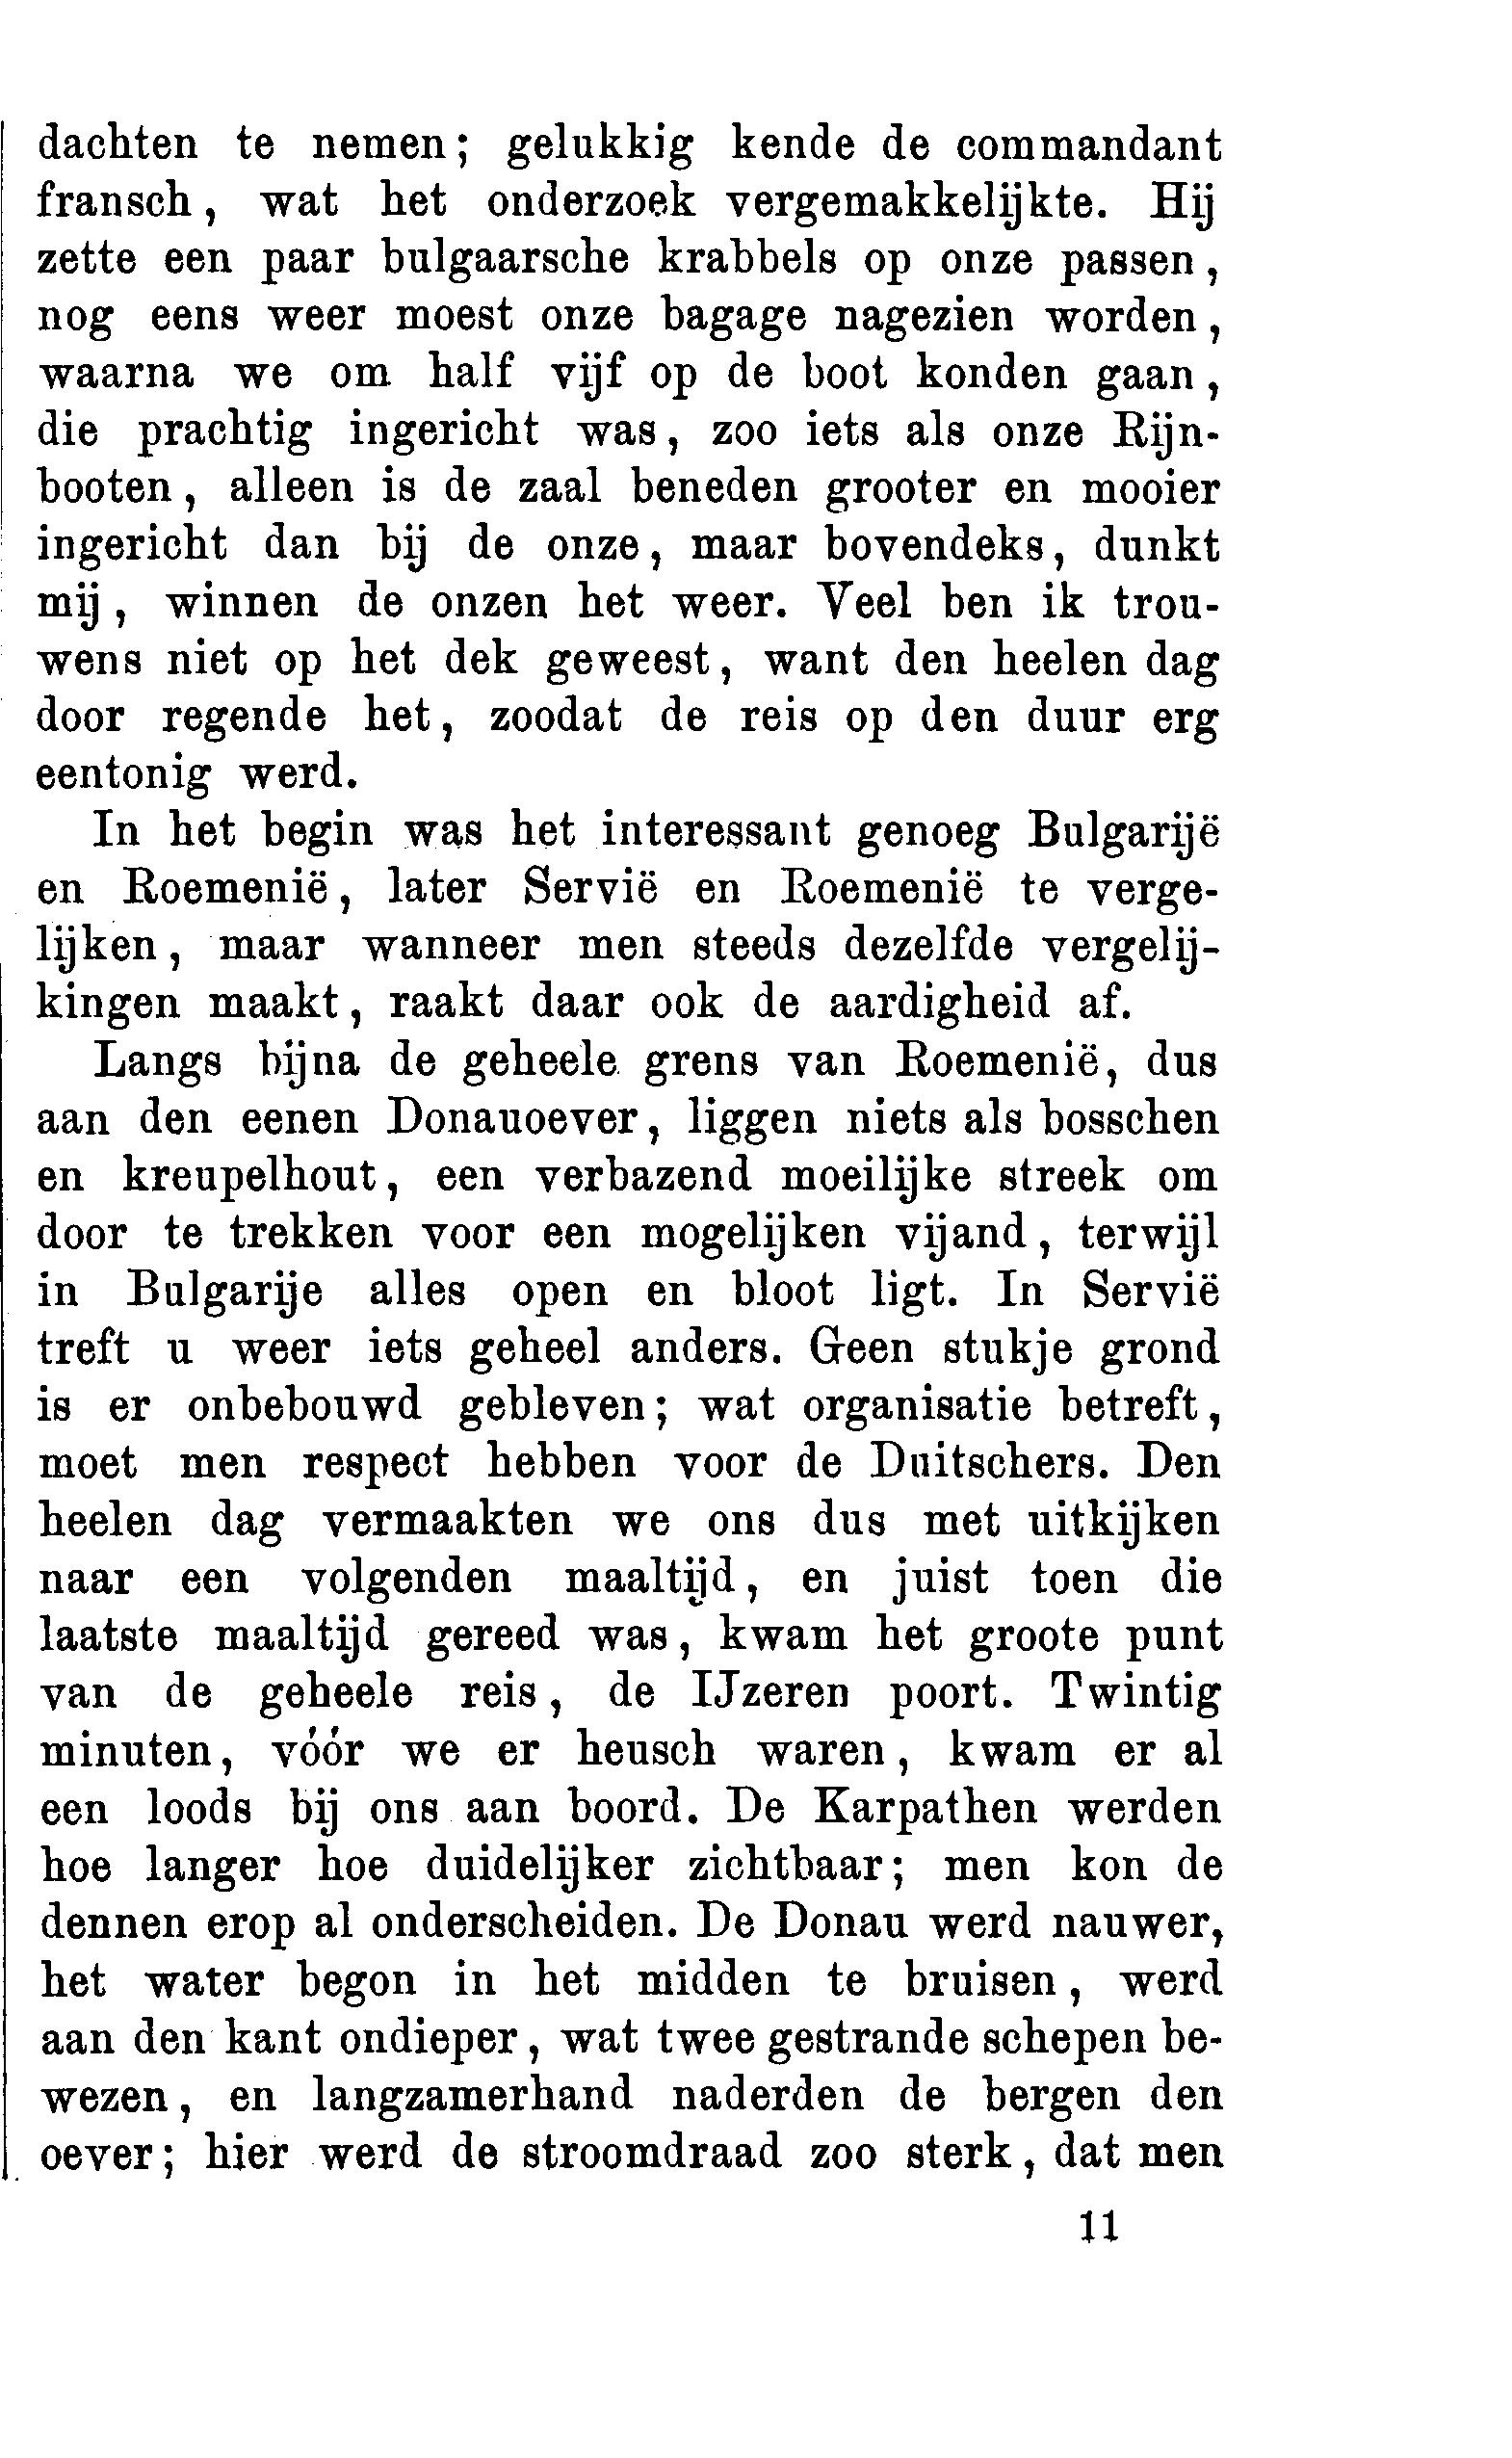 dachten te nemen; gelukkig kende de commandant
fransch, wat het onderzoek vergemakkelijkte. Hij
zette een paar bulgaarsche krabbels op onze passen,
nog eens weer moest onze bagage nagezien worden,
waarna we om half vijf op de boot konden gaan,
die prachtig ingericht was, zoo iets als onze Rijn-
booten, alleen is de zaal beneden grooter en mooier
ingericht dan bij de onze, maar bovendeks, dunkt
mij, winnen de onzen het weer. Veel ben ik trou-
wens niet op het dek geweest, want den heelen dag
door regende het, zoodat de reis op den duur erg
eentonig werd.
In het begin was het interessant genoeg Bulgarijë
en Roemenië, later Servië en Roemenië te verge-
lijken, maar wanneer men steeds dezelfde vergelij-
kingen maakt, raakt daar ook de aardigheid af.
Langs bijna de geheele grens van Roemenië, dus
aan den eenen Donauoever, liggen niets als bosschen
en kreupelhout, een verbazend moeilijke streek om
door te trekken voor een mogelijken vijand, terwijl
in Bulgarije alles open en bloot ligt. In Servië
treft u weer iets geheel anders. Geen stukje grond
is er onbebouwd gebleven; wat organisatie betreft,
moet men respect hebben voor de Duitschers. Den
heelen dag vermaakten we ons dus met uitkijken
naar een volgenden maaltijd, en juist toen die
laatste maaltijd gereed was, kwam het groote punt
van de geheele reis, de IJzeren poort. Twintig
minuten, vóór we er heusch waren, kwam er al
een loods bij ons aan boord. De Karpathen werden
hoe langer hoe duidelijker zichtbaar; men kon de
dennen erop al onderscheiden. De Donau werd nauwer,
het water begon in het midden te bruisen, werd
aan den kant ondieper, wat twee gestrande schepen be-
wezen, en langzamerhand naderden de bergen den
oever; hier werd de stroomdraad zoo sterk, dat men
11